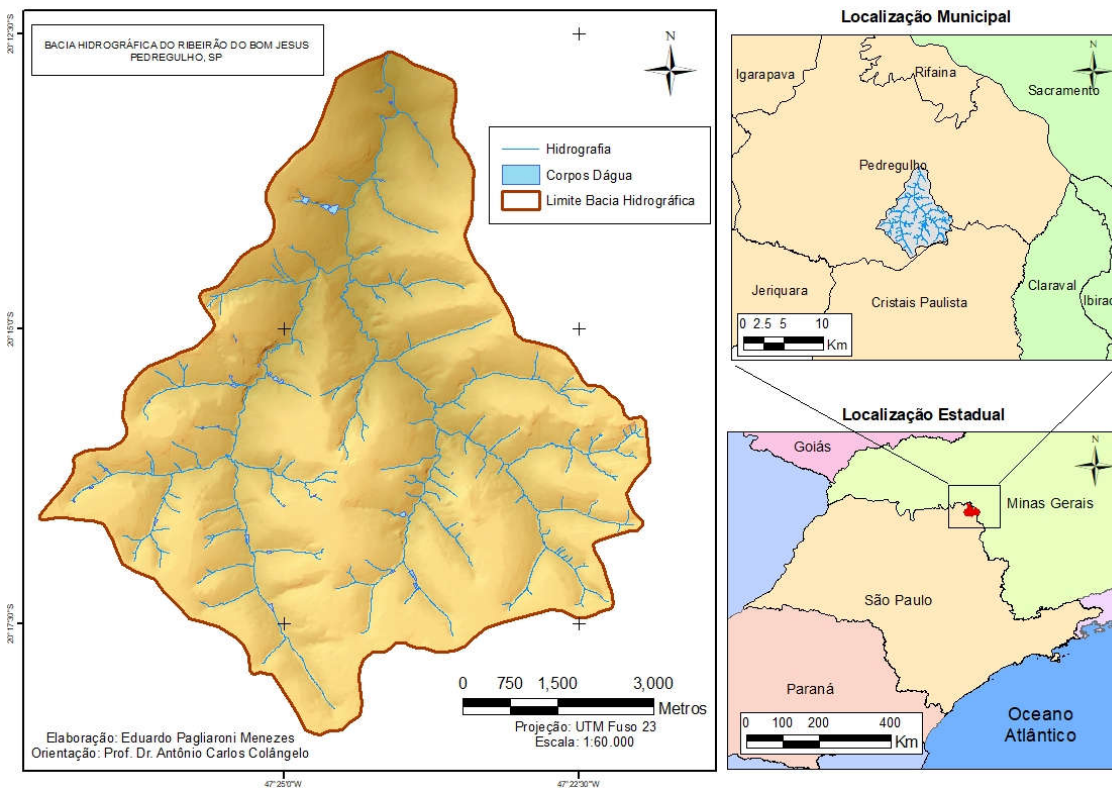 BACIA HIDROGRÁFICA DO RIBEIRÃO DO BOM JESUS
PEDREGULHO, SP
N
Hidrografia
Corpos Dágua
Limite Bacia Hidrográfica
20°12'30"S
20°15'0"S
20°17'30"S
47°25'0"W
47°22'30"W
0 750 1,500 3,000
Metros
Projeção: UTM Fuso 23
Escala: 1:60.000
Elaboração: Eduardo Pagliaroni Menezes
Orientação: Prof. Dr. Antônio Carlos Colângelo
Localização Municipal
N
Igarapava
Rifaina
Sacramento
Pedregulho
Jeriquara
Cristais Paulista
Claraval
Ibirac
0 2.5 5 10
Km
Localização Estadual
N
Goiás
Minas Gerais
São Paulo
Paraná
Oceano
Atlântico
0 100 200 400
Km